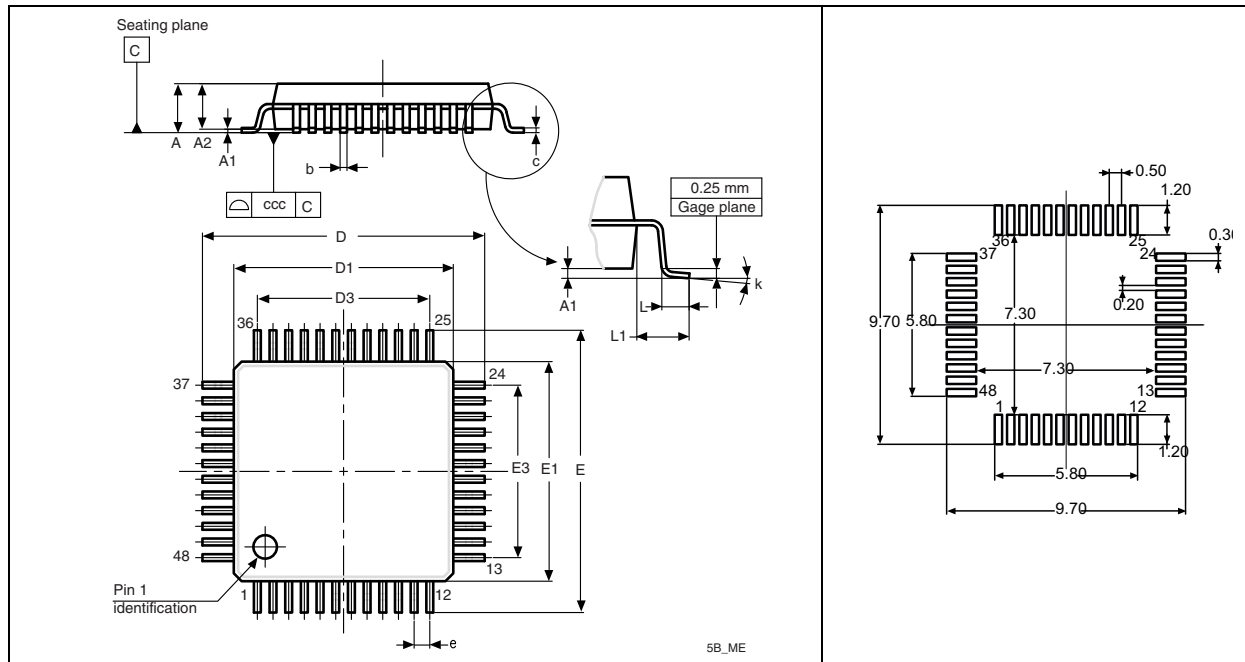 Seating plane
C
A
A2
A1
b
c
ccc C
0.25 mm
Gage plane
k
A1
L
L1
D
D1
D3
36
25
37
24
E3
E1
E
48
13
Pin 1
identification
1
12
e
5B_ME
0.50
1.20
36
25
37
24
0.30
0.20
9.70
5.80
7.30
7.30
48
13
1
12
1.20
5.80
9.70